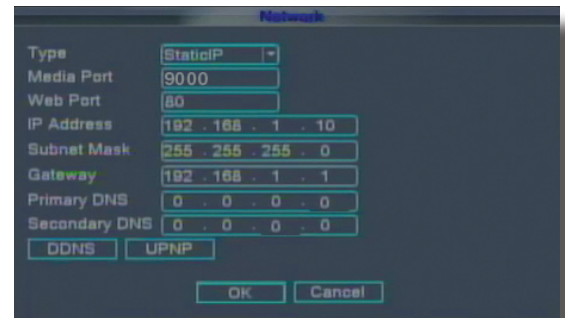 Network
Type StaticIP
Media Port 9000
Web Port 80
IP Address 192 . 168 . 1 . 10
Subnet Mask 255 . 255 . 255 . 0
Gateway 192 . 168 . 1 . 1
Primary DNS 0 . 0 . 0 . 0
Secondary DNS 0 . 0 . 0 . 0
DDNS UPNP
OK Cancel